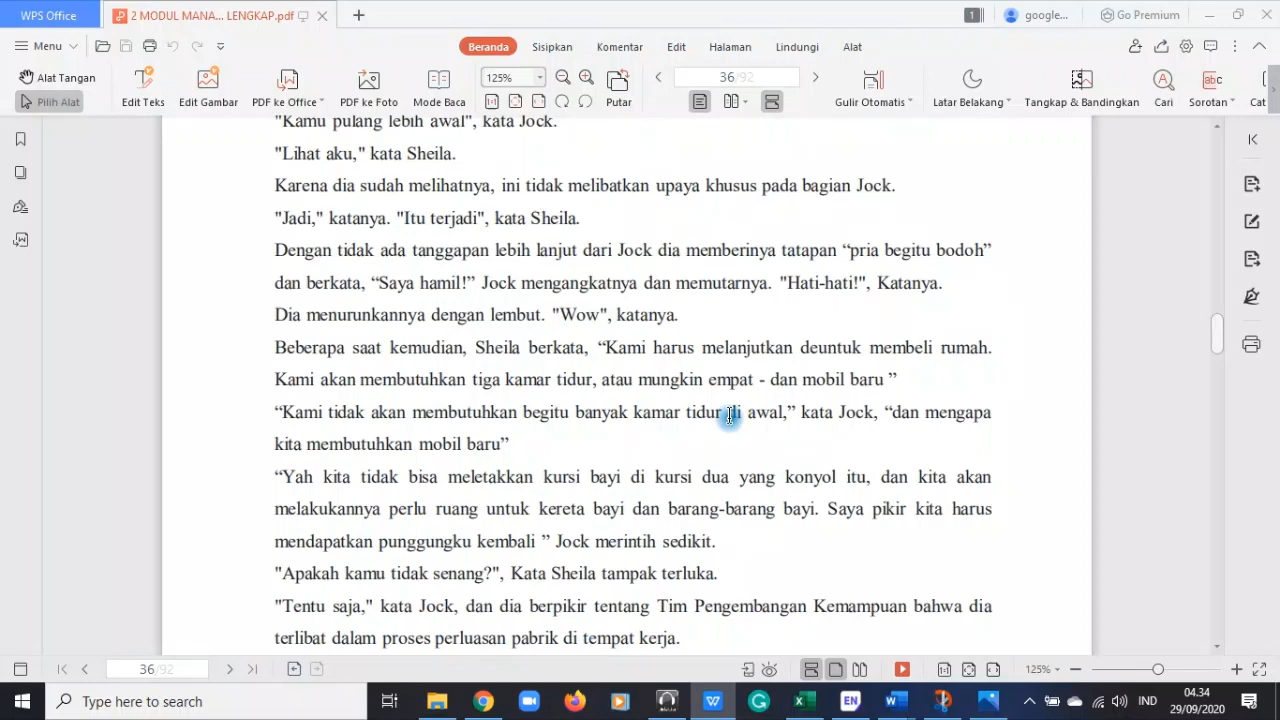 WPS Office
2 MODUL MANA... LENGKAP.pdf
1
google...
Go Premium
Menu
Beranda
Sisipkan
Komentar
Edit
Halaman
Lindungi
Alat
Alat Tangan
Pilih Alat
Edit Teks
Edit Gambar
PDF ke Office
PDF ke Foto
Mode Baca
125%
Putar
36/92
Gulir Otomatis
Latar Belakang
Tangkap & Bandingkan
Cari
Sorotan
Cat
"Kamu pulang lebih awal", kata Jock.
"Lihat aku," kata Sheila.
Karena dia sudah melihatnya, ini tidak melibatkan upaya khusus pada bagian Jock.
"Jadi," katanya. "Itu terjadi", kata Sheila.
Dengan tidak ada tanggapan lebih lanjut dari Jock dia memberinya tatapan “pria begitu bodoh”
dan berkata, “Saya hamil!” Jock mengangkatnya dan memutarnya. "Hati-hati!", Katanya.
Dia menurunkannya dengan lembut. "Wow", katanya.
Beberapa saat kemudian, Sheila berkata, “Kami harus melanjutkan deuntuk membeli rumah.
Kami akan membutuhkan tiga kamar tidur, atau mungkin empat - dan mobil baru ”
“Kami tidak akan membutuhkan begitu banyak kamar tidur di awal,” kata Jock, “dan mengapa
kita membutuhkan mobil baru”
“Yah kita tidak bisa meletakkan kursi bayi di kursi dua yang konyol itu, dan kita akan
melakukannya perlu ruang untuk kereta bayi dan barang-barang bayi. Saya pikir kita harus
mendapatkan punggungku kembali ” Jock merintih sedikit.
"Apakah kamu tidak senang?", Kata Sheila tampak terluka.
"Tentu saja," kata Jock, dan dia berpikir tentang Tim Pengembangan Kemampuan bahwa dia
terlibat dalam proses perluasan pabrik di tempat kerja.
36/92
125%
Type here to search
EN
IND
04.34
29/09/2020